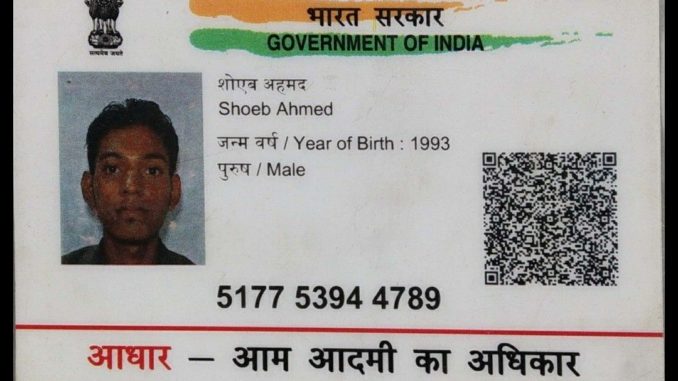 सत्यमेव जयते
भारत सरकार
GOVERNMENT OF INDIA
शोएब अहमद
Shoeb Ahmed
जन्म वर्ष / Year of Birth : 1993
पुरुष / Male
5177 5394 4789
आधार — आम आदमी का अधिकार